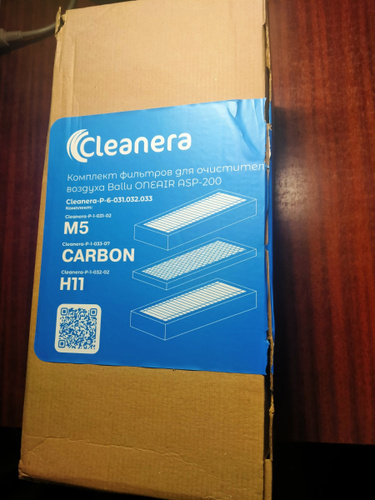 Cleanera
Комплект фильтров для очистител
воздуха Ballu ONEAIR ASP-200
Cleanera-P-6-031.032.033
Комплект:
Cleanera-P-1-031-02
M5
Cleanera-P-1-033-07
CARBON
Cleanera-P-1-032-02
H11